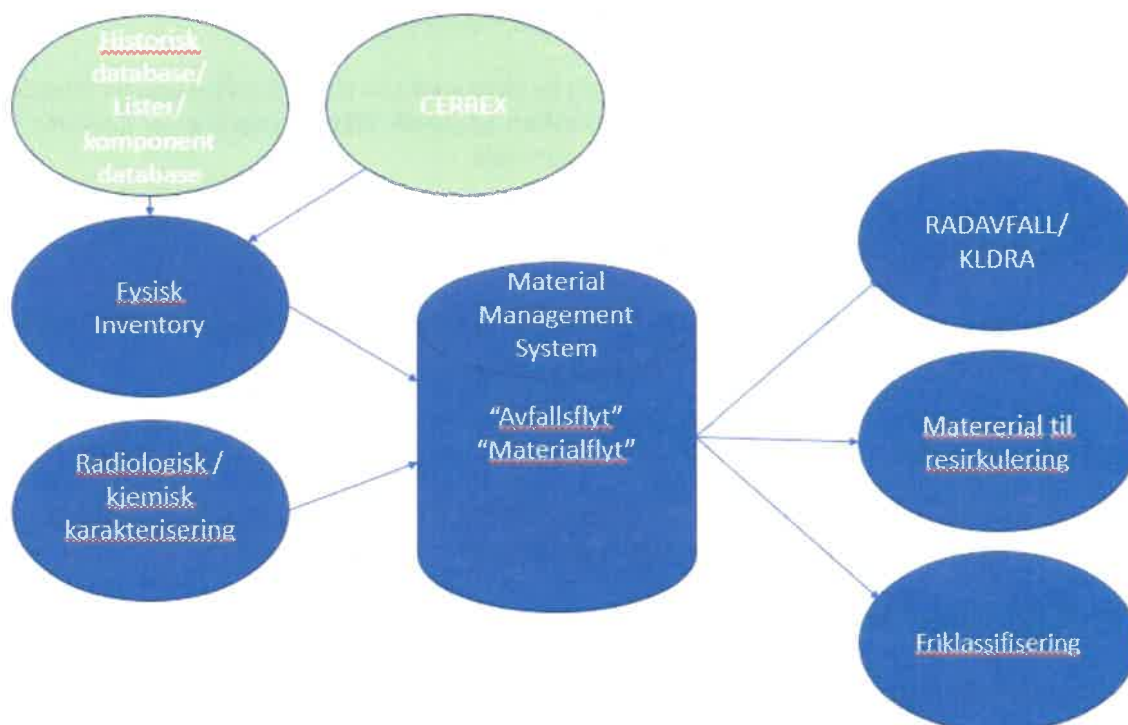 Historisk
database/
Lister/
komponent
database
CERREX
Fysisk
Inventory
Radiologisk /
kjemisk
karakterisering
Material
Management
System
“Avfallsflyt”
“Materialflyt”
RADAVFALL/
KLDRA
Matererial til
resirkulering
Friklassifisering